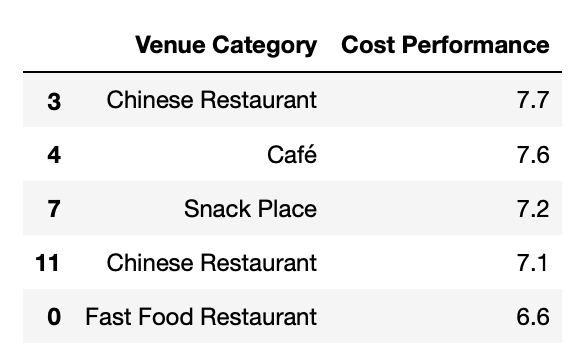 Venue Category Cost Performance
3 Chinese Restaurant 7.7
4 Café 7.6
7 Snack Place 7.2
11 Chinese Restaurant 7.1
0 Fast Food Restaurant 6.6